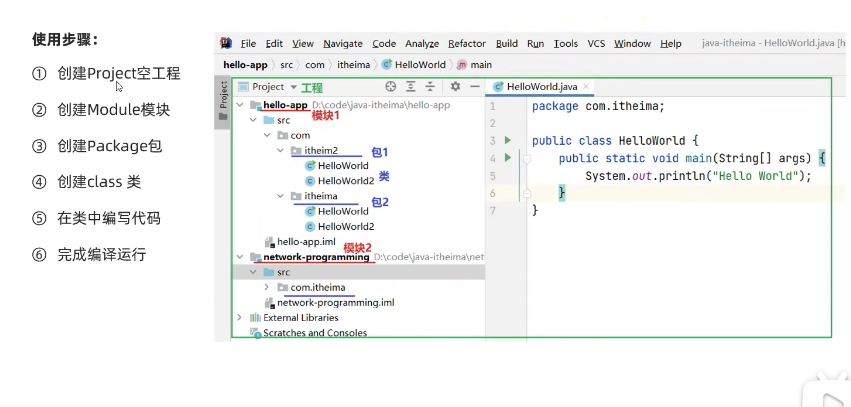 使用步骤：
① 创建Project空工程
② 创建Module模块
③ 创建Package包
④ 创建class 类
⑤ 在类中编写代码
⑥ 完成编译运行
File Edit View Navigate Code Analyze Refactor Build Run Tools VCS Window Help java-itheima - HelloWorld.java [h
hello-app src com itheima HelloWorld main
Project
Project 工程
HelloWorld.java
hello-app D:\code\java-itheima\hello-app
模块1
src
com
itheim2 包1
HelloWorld
HelloWorld2 类
itheima 包2
HelloWorld
HelloWorld2
hello-app.iml
模块2
network-programming D:\code\java-itheima\net
src
com.itheima
network-programming.iml
External Libraries
Scratches and Consoles
1 package com.itheima;
2
3 public class HelloWorld {
4 public static void main(String[] args) {
5 System.out.println("Hello World");
6 }
7 }